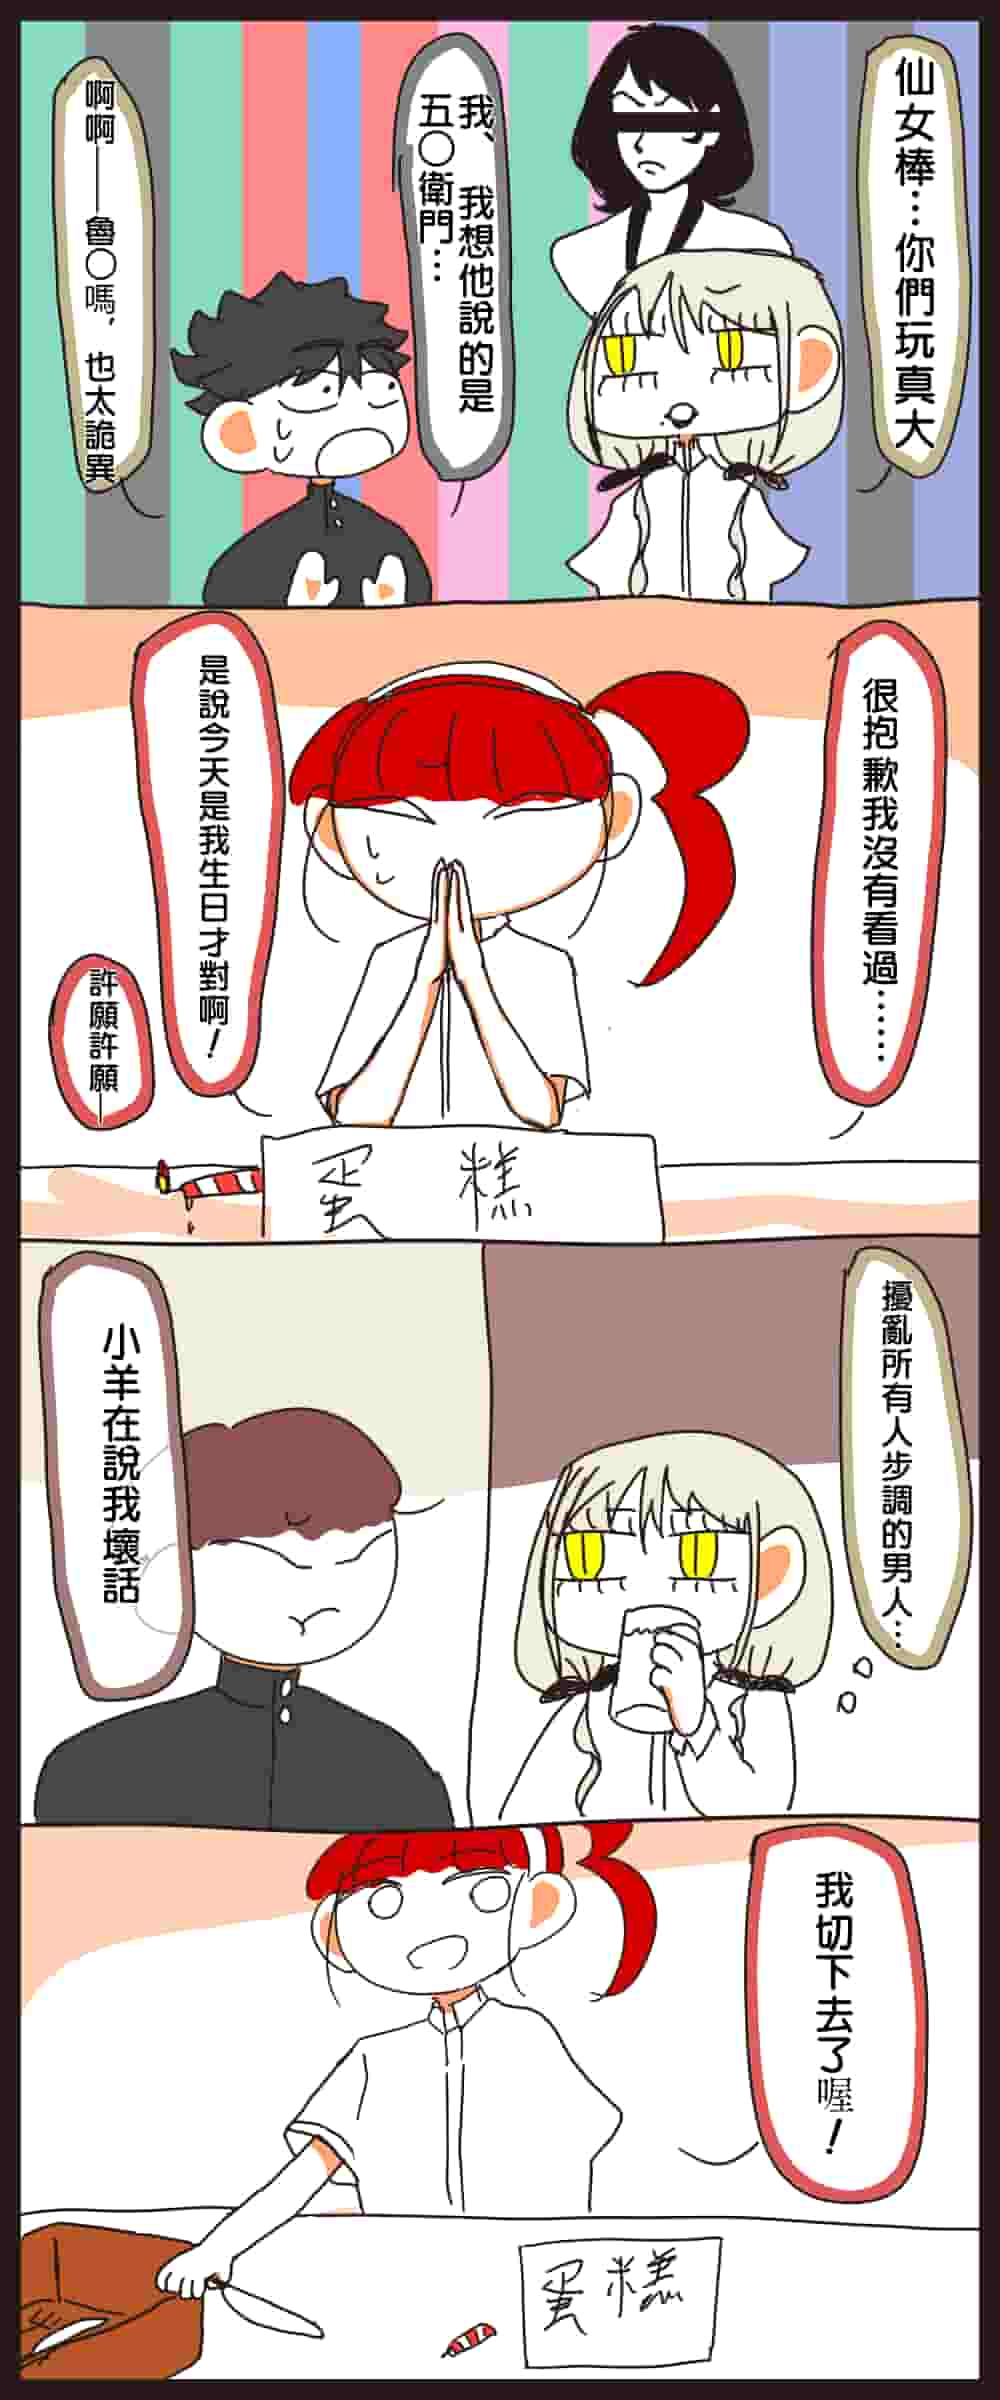 仙女棒…你們玩真大
我、我想他說的是
五〇衛門…
啊啊——魯〇嗎，也太詭異
很抱歉我沒有看過……
是說今天是我生日才對啊！
許願許願—
蛋糕
擾亂所有人步調的男人…
小羊在說我壞話
我切下去了喔！
蛋糕